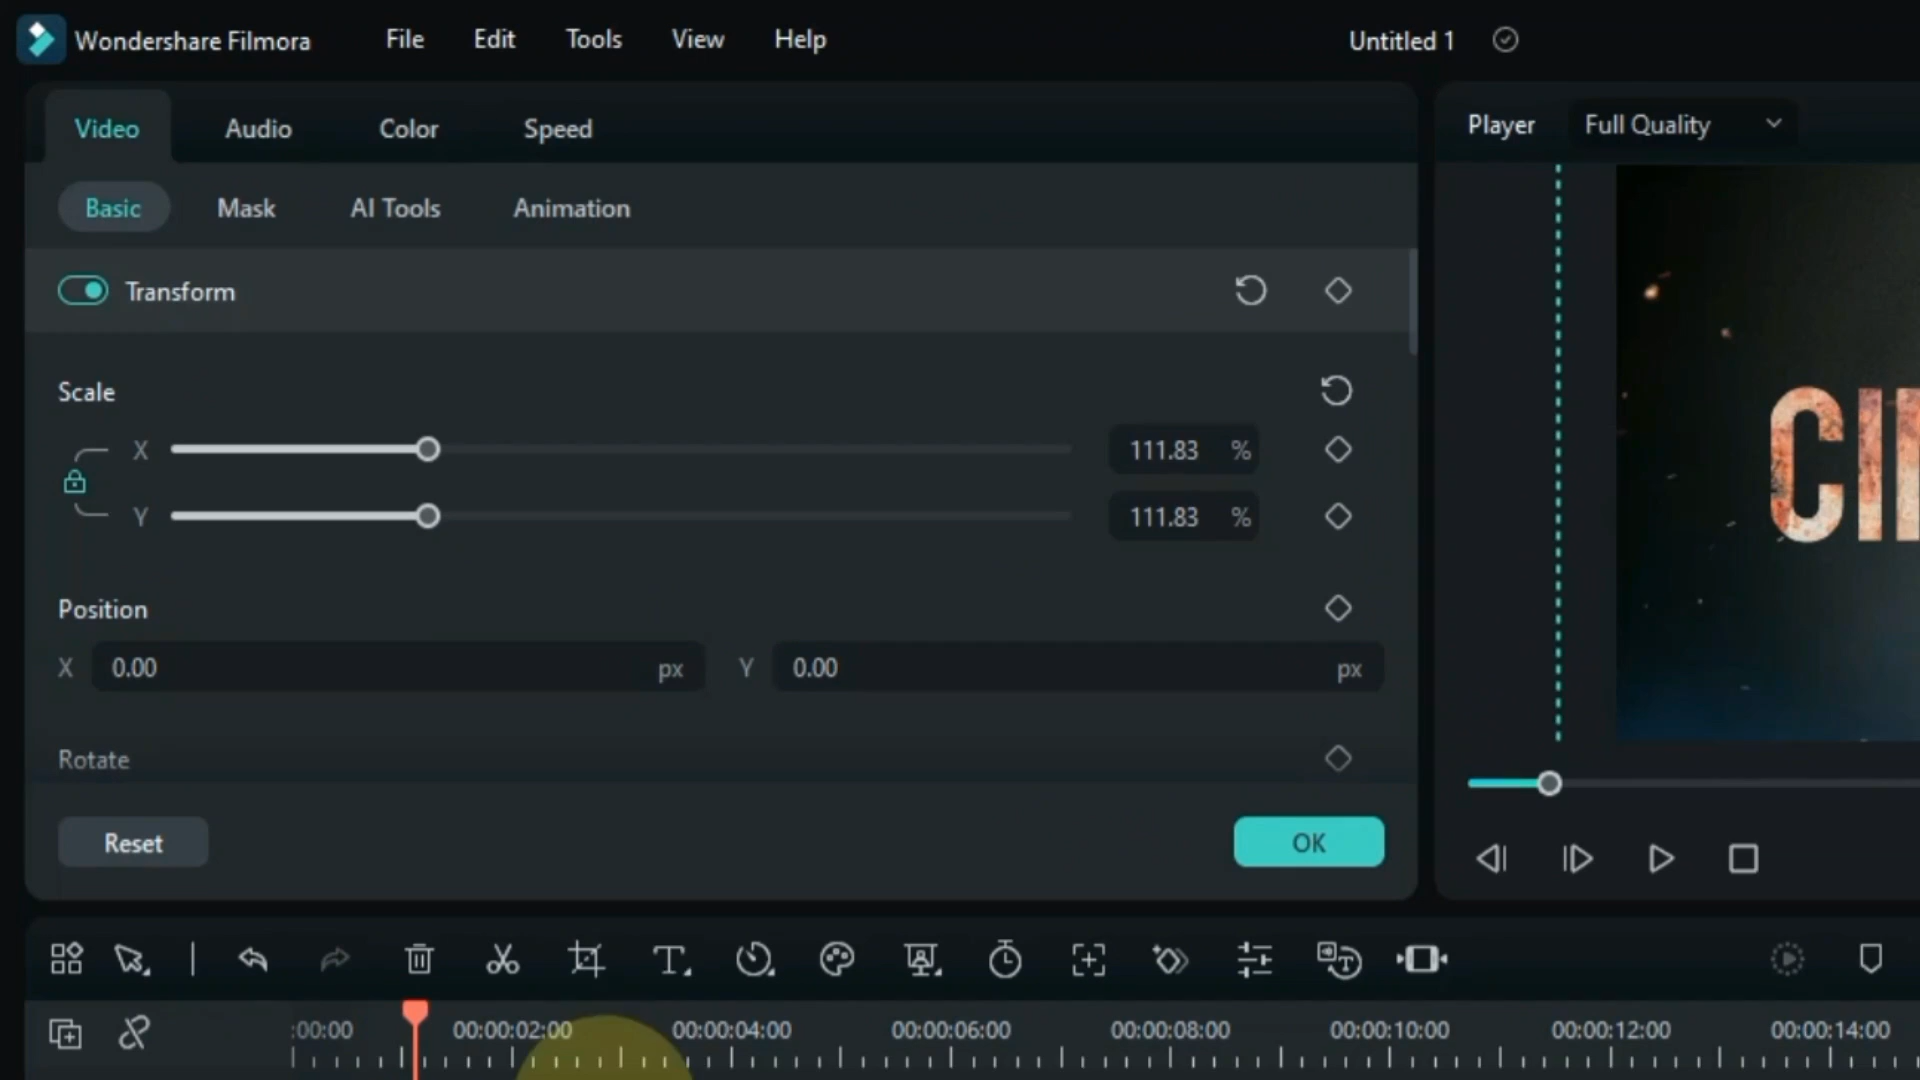 Wondershare Filmora File Edit Tools View Help Untitled 1
Video Audio Color Speed
Player Full Quality
Basic Mask AI Tools Animation
Transform
Scale
X 111.83 %
Y 111.83 %
Position
X 0.00 px Y 0.00 px
Rotate
Reset OK
CI
:00:00 00:00:02:00 00:00:04:00 00:00:06:00 00:00:08:00 00:00:10:00 00:00:12:00 00:00:14:00